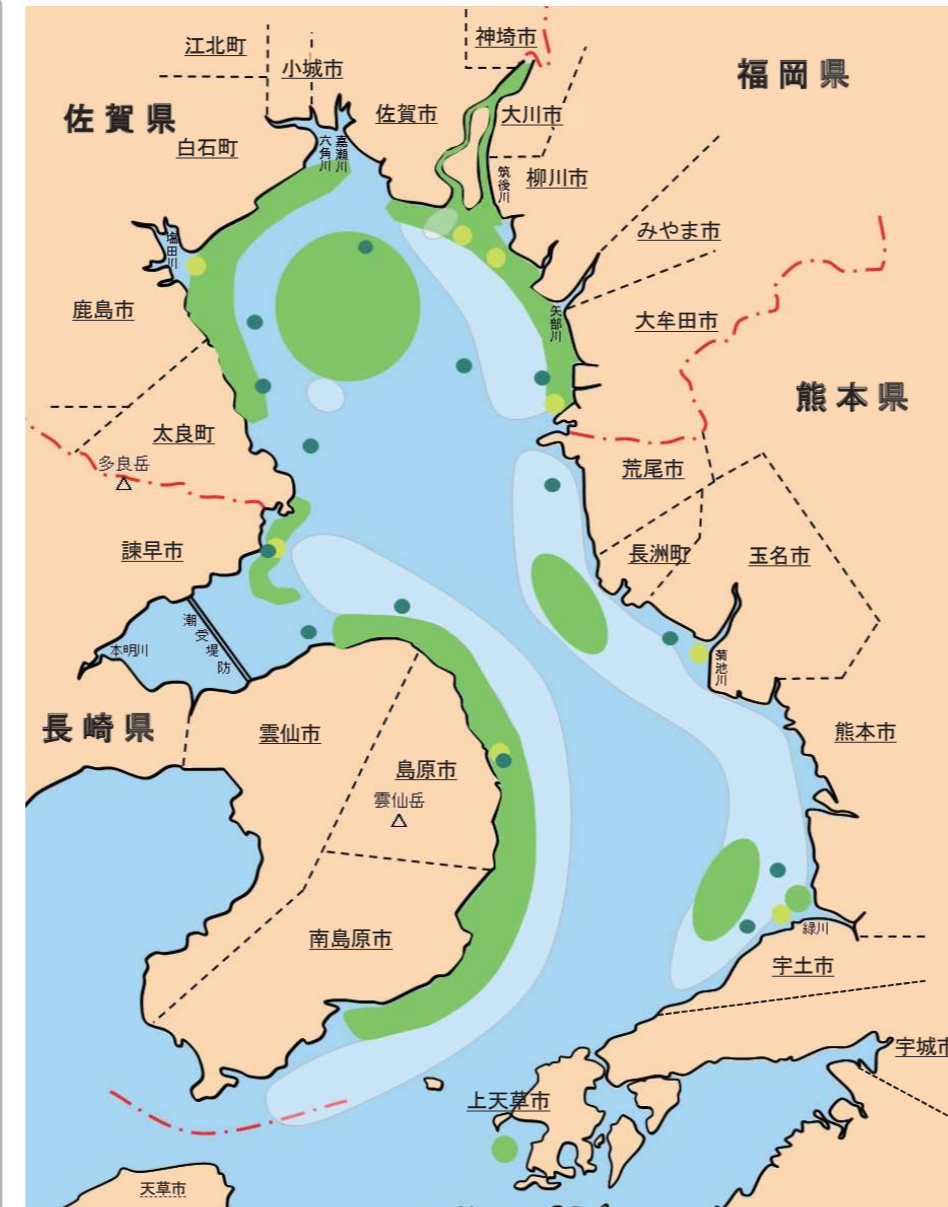 神埼市
江北町
小城市
福岡県
佐賀県
佐賀市
大川市
白石町
六角川
嘉瀬川
筑後川
柳川市
みやま市
塩田川
鹿島市
矢部川
大牟田市
熊本県
太良町
多良岳
荒尾市
諫早市
長洲町
玉名市
潮受堤防
本明川
菊池川
長崎県
雲仙市
熊本市
島原市
雲仙岳
南島原市
緑川
宇土市
宇城市
上天草市
天草市